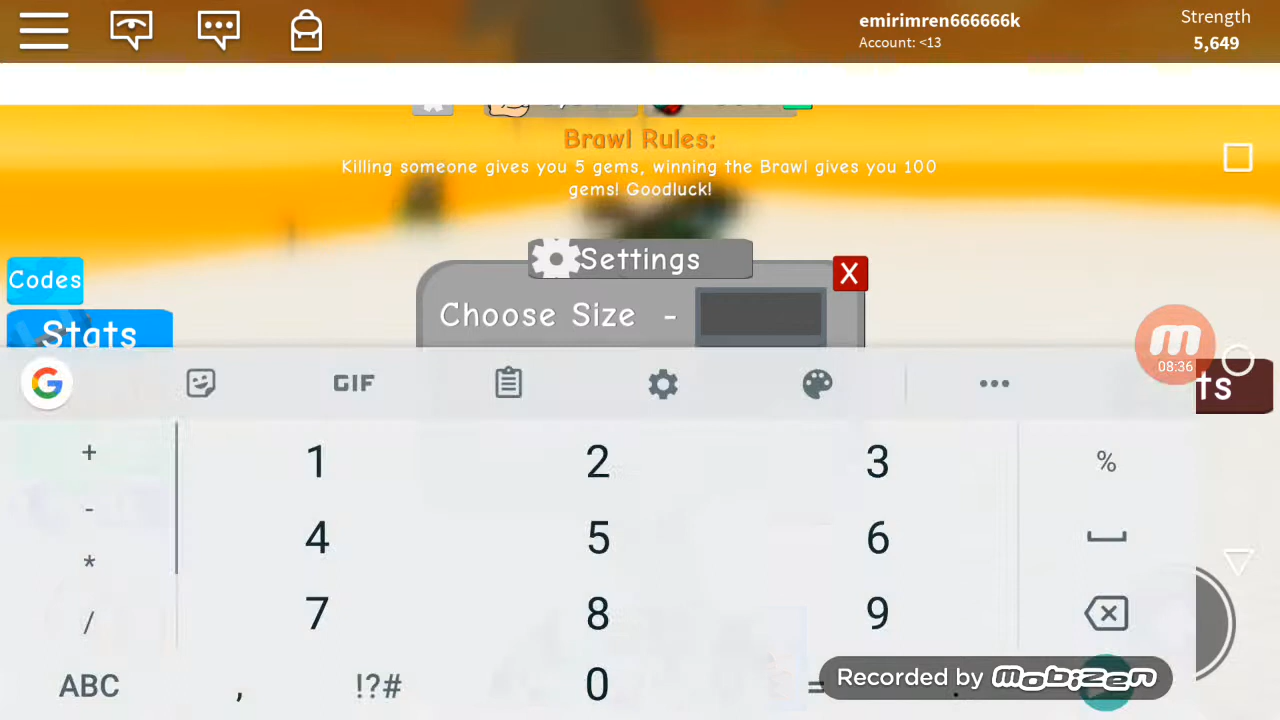 emirimren666666k
Account: <13
Strength
5,649
Brawl Rules:
Killing someone gives you 5 gems, winning the Brawl gives you 100
gems! Goodluck!
Codes
Settings
X
Choose Size -
Stats
08:36
ts
GIF
+ 1 2 3 %
- 4 5 6
* 7 8 9
/
ABC , !?# 0 = .
Recorded by mobizen